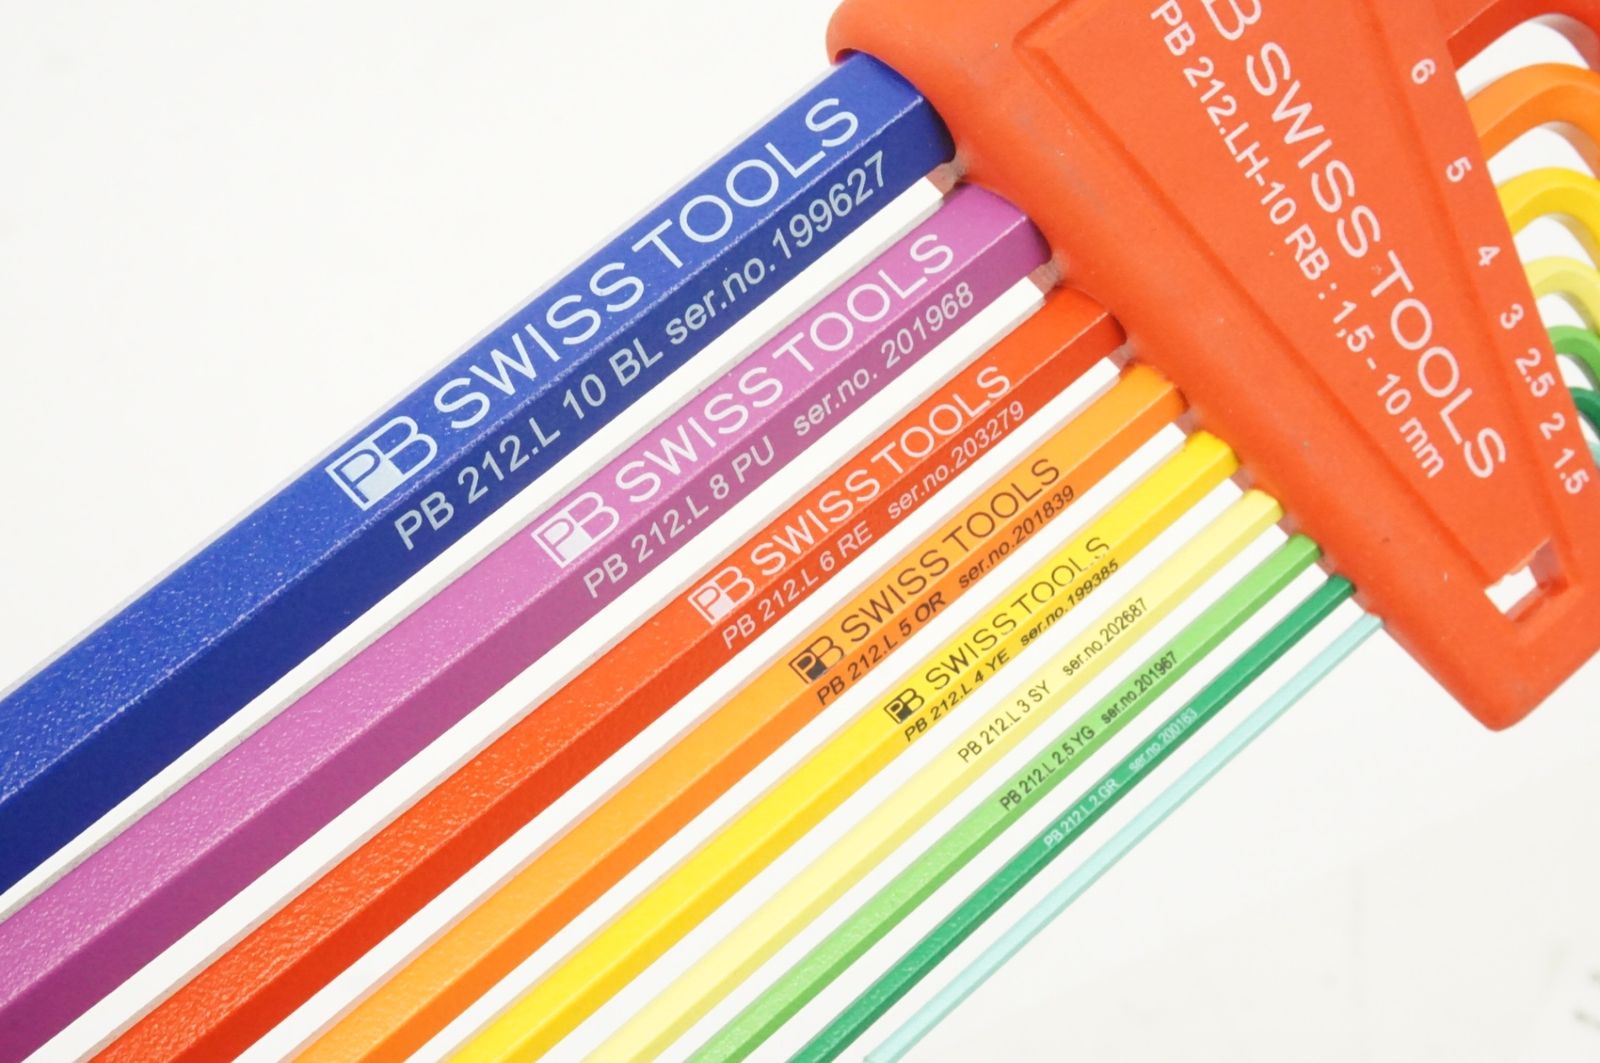 PB SWISS TOOLS
PB 212.L 10 BL ser.no. 199627
PB SWISS TOOLS
PB 212.L 8 PU ser.no. 201968
PB SWISS TOOLS
PB 212.L 6 RE ser.no.203279
PB SWISS TOOLS
PB 212.L 5 OR ser.no.201839
PB SWISS TOOLS
PB 212.L 4 YE ser.no.199385
PB 212.L 3 SY ser.no.202687
PB 212.L 2,5 YG ser.no.201967
PB 212.L 2 GR ser.no.200163
B SWISS TOOLS
PB 212.LH-10 RB : 1,5 - 10 mm
6
5
4
3
2,5
2
1.5